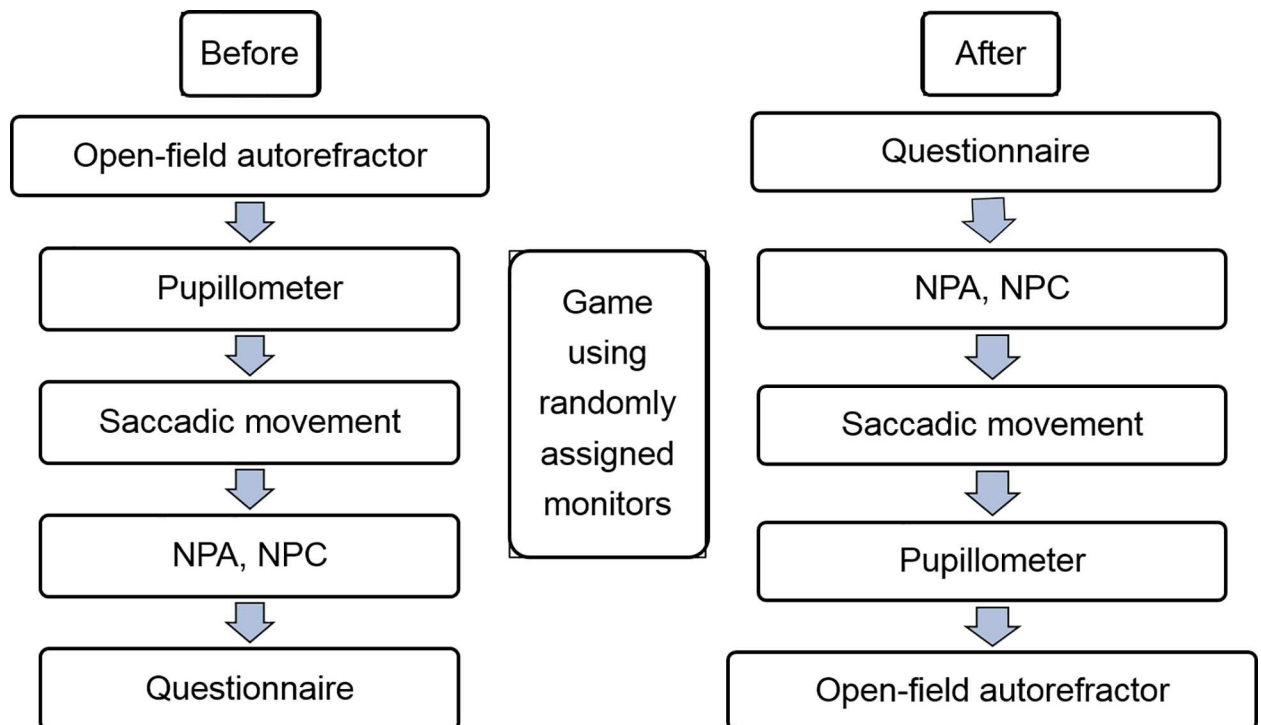 Before
Open-field autorefractor
Pupillometer
Saccadic movement
NPA, NPC
Questionnaire
Game
using
randomly
assigned
monitors
After
Questionnaire
NPA, NPC
Saccadic movement
Pupillometer
Open-field autorefractor